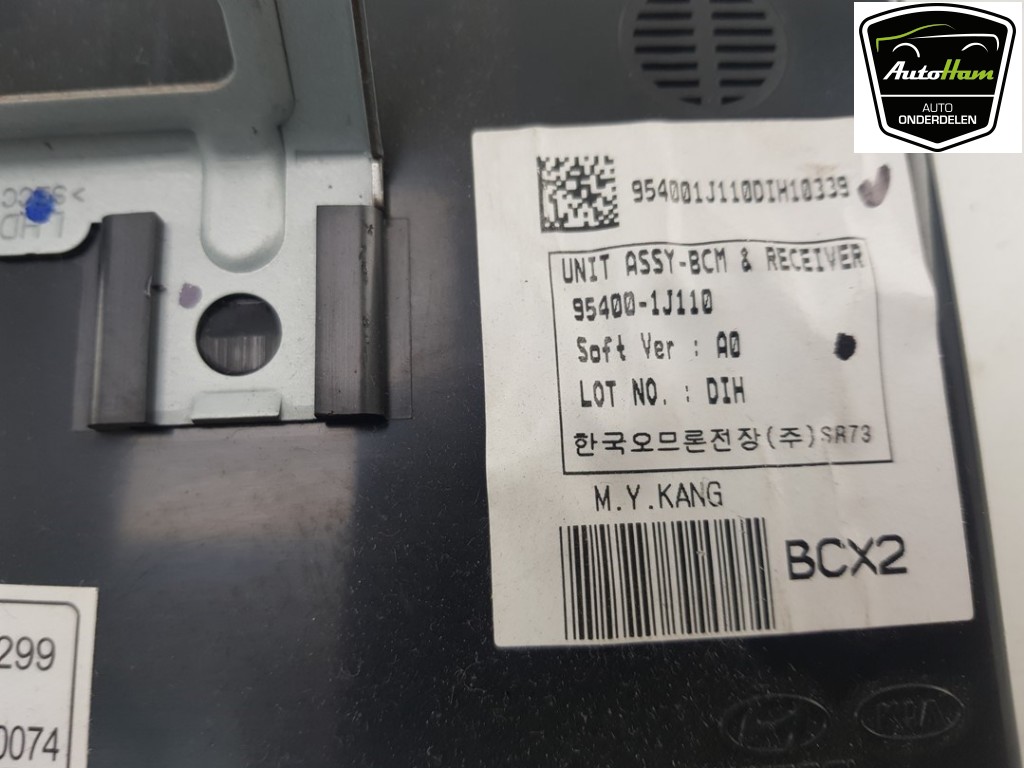 AutoHam
AUTO
ONDERDELEN
954001J110DIH10339
UNIT ASSY-BCM & RECEIVER
95400-1J110
Soft Ver : A0
LOT NO. : DIH
한국오므론전장(주) SR73
M.Y.KANG
BCX2
299
0074
KIA